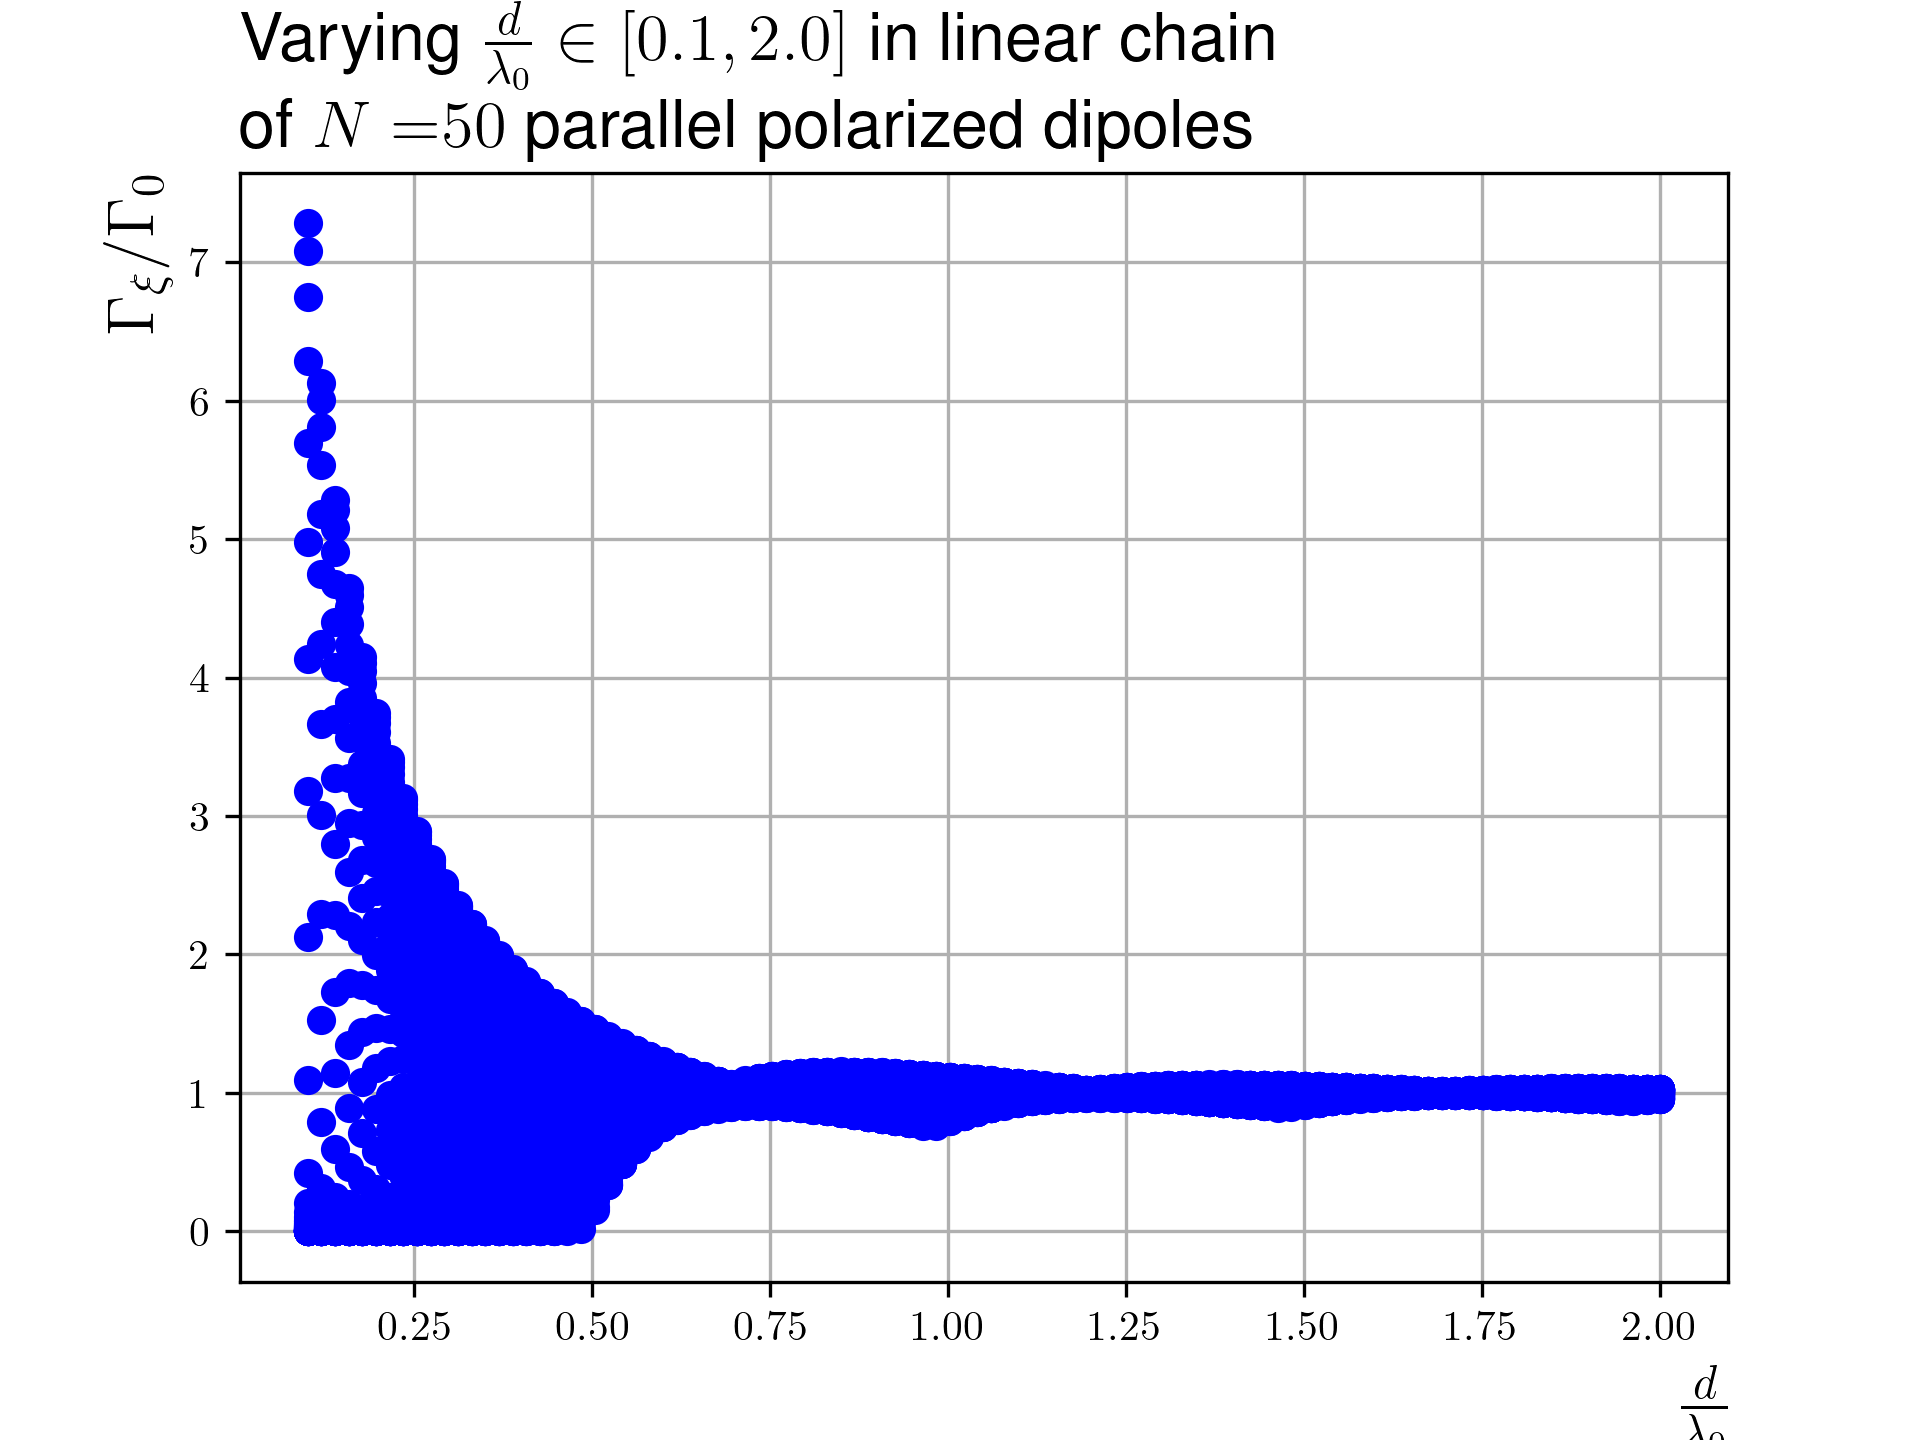 Varying d/λ₀ ∈ [0.1, 2.0] in linear chain
of N =50 parallel polarized dipoles
Γ_ξ/Γ₀
7
6
5
4
3
2
1
0
0.25 0.50 0.75 1.00 1.25 1.50 1.75 2.00
d/λ₀